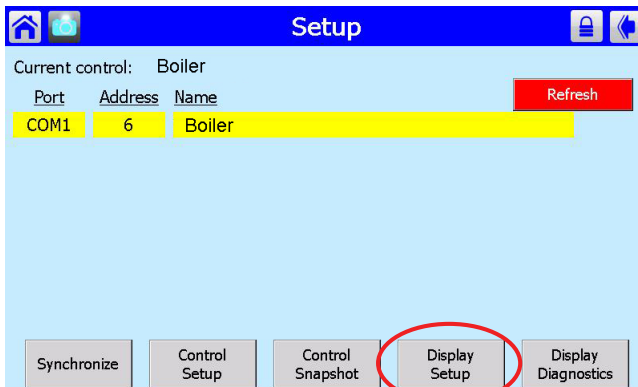 Setup
Current control: Boiler
Port Address Name
Refresh
COM1 6 Boiler
Synchronize
Control
Setup
Control
Snapshot
Display
Setup
Display
Diagnostics